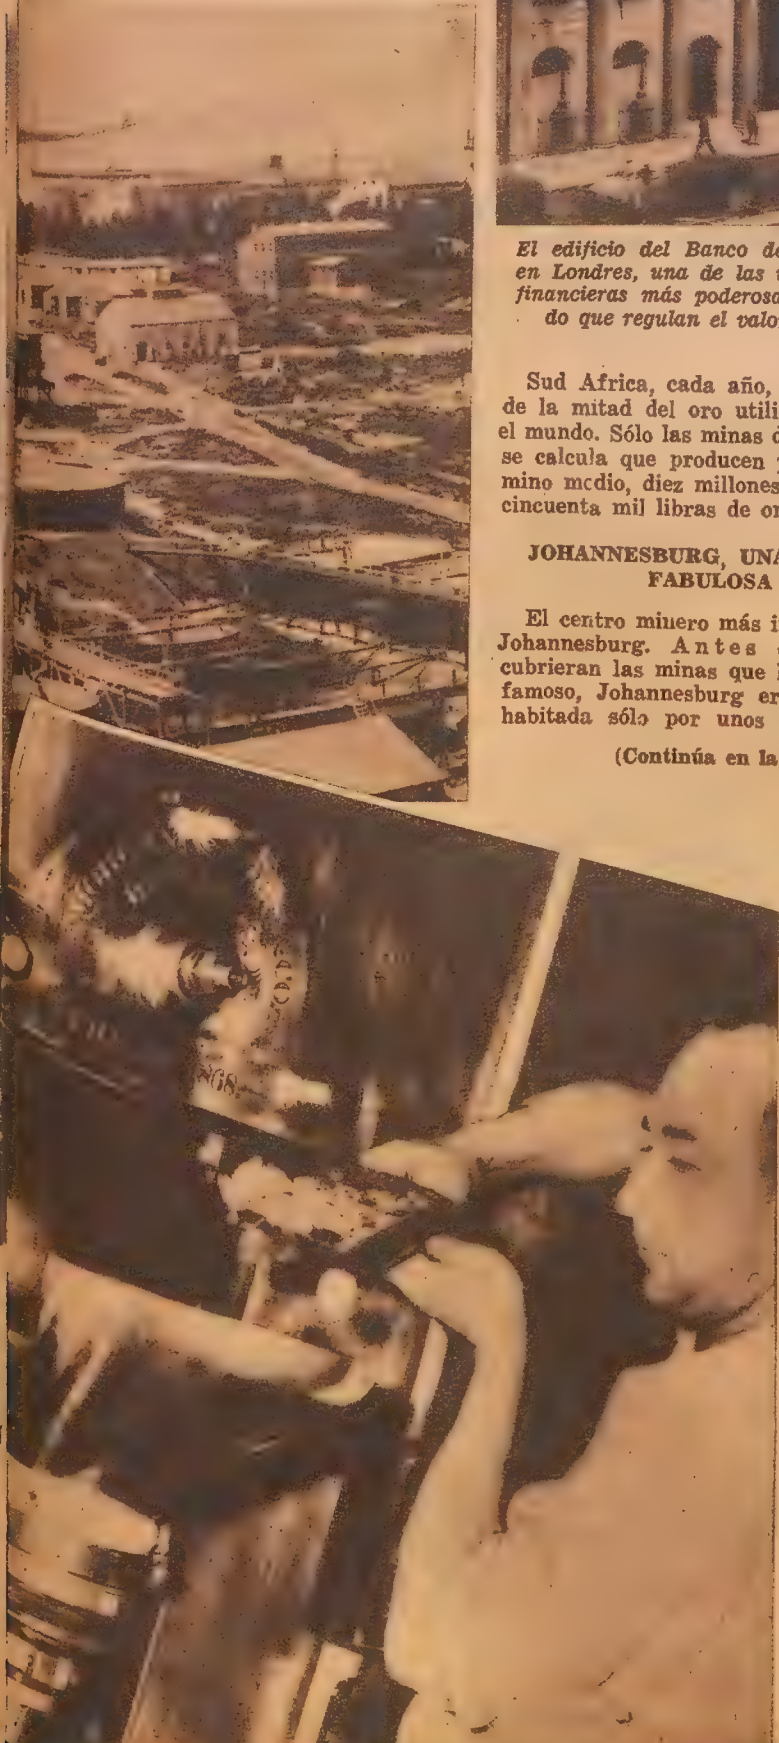 El edificio del Banco de
en Londres, una de las
financieras más poderosa
do que regulan el valo
Sud Africa, cada año,
de la mitad del oro utili
el mundo. Sólo las minas d
se calcula que producen
mino medio, diez millones
cincuenta mil libras de or
JOHANNESBURG, UNA
FABULOSA
El centro minero más i
Johannesburg. Antes
cubrieran las minas que
famoso, Johannesburg er
habitada sólo por unos
(Continúa en la